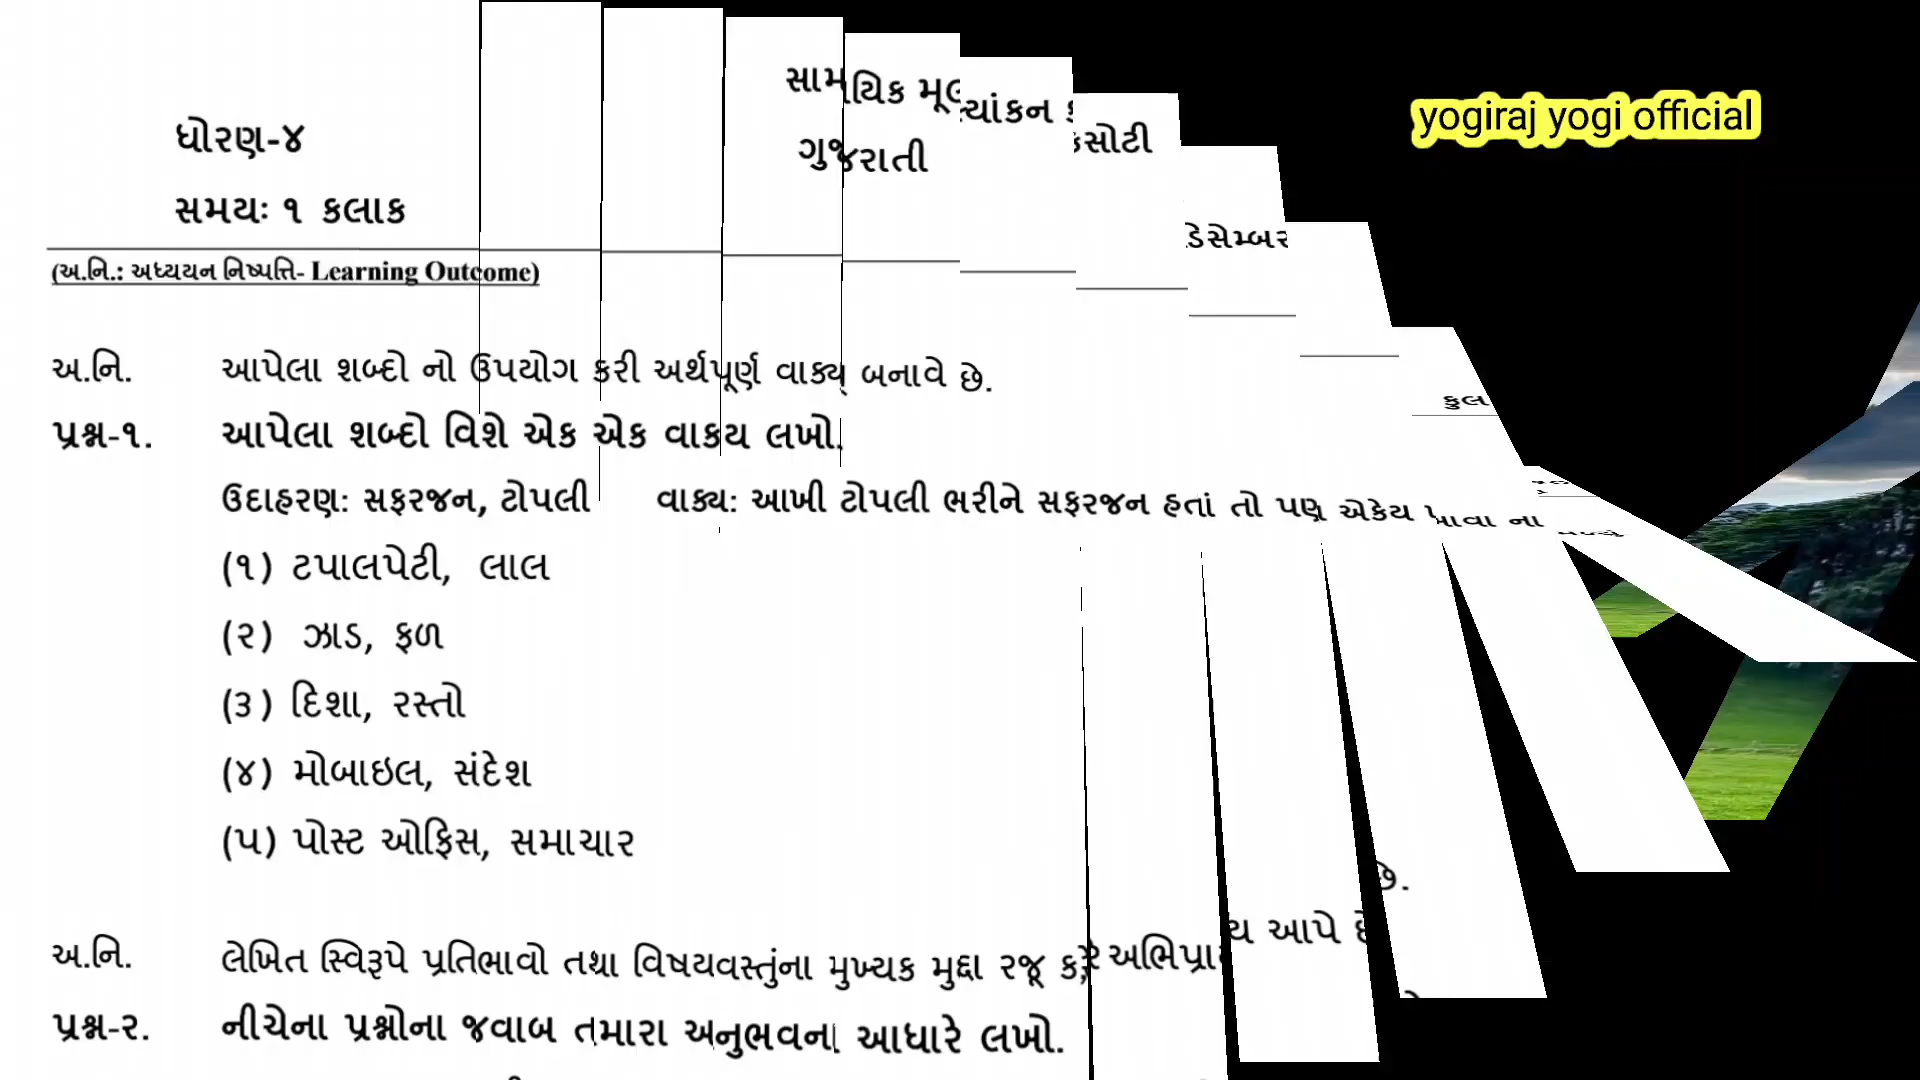 સામયિક મૂલ્યાંકન કસોટી
yogiraj yogi official
ધોરણ-૪
ગુજરાતી
સમયઃ ૧ કલાક
ડિસેમ્બર
(અ.નિ.: અધ્યયન નિષ્પત્તિ- Learning Outcome)
અ.નિ. આપેલા શબ્દો નો ઉપયોગ કરી અર્થપૂર્ણ વાક્ય બનાવે છે.
કુલ
પ્રશ્ન-૧. આપેલા શબ્દો વિશે એક એક વાકય લખો.
ઉદાહરણ: સફરજન, ટોપલી વાક્ય: આખી ટોપલી ભરીને સફરજન હતાં તો પણ એકેય ખાવા ના
(૧) ટપાલપેટી, લાલ
(૨) ઝાડ, ફળ
(૩) દિશા, રસ્તો
(૪) મોબાઇલ, સંદેશ
(૫) પોસ્ટ ઓફિસ, સમાચાર
અ.નિ. લેખિત સ્વિરૂપે પ્રતિભાવો તથા વિષયવસ્તુંના મુખ્યક મુદ્દા રજૂ કરે અભિપ્રાય આપે છે.
પ્રશ્ન-૨. નીચેના પ્રશ્નોના જવાબ તમારા અનુભવના આધારે લખો.